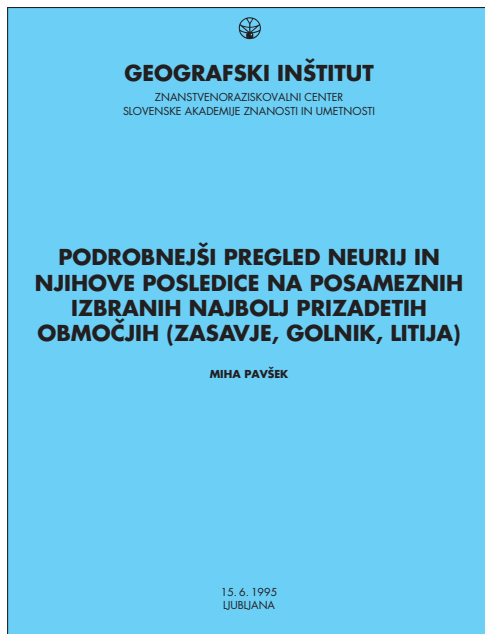 GEOGRAFSKI INŠTITUT
ZNANSTVENORAZISKOVALNI CENTER
SLOVENSKE AKADEMIJE ZNANOSTI IN UMETNOSTI
PODROBNEJŠI PREGLED NEURIJ IN
NJIHOVE POSLEDICE NA POSAMEZNIH
IZBRANIH NAJBOLJ PRIZADETIH
OBMOČJIH (ZASAVJE, GOLNIK, LITIJA)
MIHA PAVŠEK
15. 6. 1995
LJUBLJANA